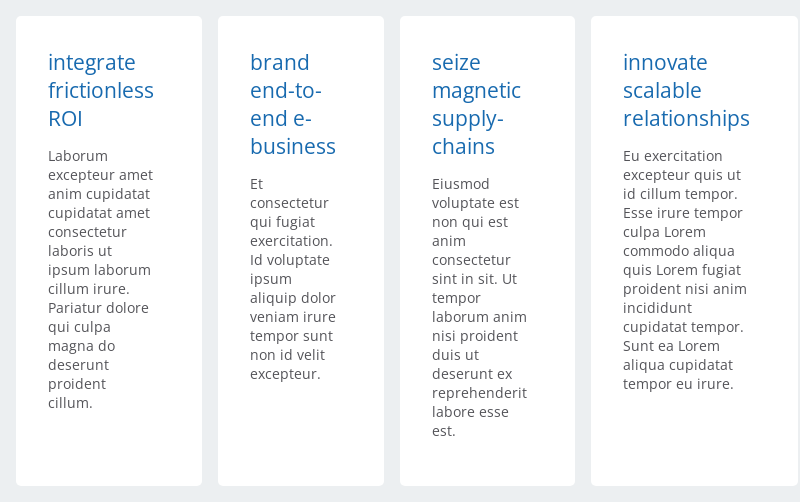 integrate
frictionless
ROI
Laborum
excepteur amet
anim cupidatat
cupidatat amet
consectetur
laboris ut
ipsum laborum
cillum irure.
Pariatur dolore
qui culpa
magna do
deserunt
proident
cillum.
brand
end-to-
end e-
business
Et
consectetur
qui fugiat
exercitation.
Id voluptate
ipsum
aliquip dolor
veniam irure
tempor sunt
non id velit
excepteur.
seize
magnetic
supply-
chains
Eiusmod
voluptate est
non qui est
anim
consectetur
sint in sit. Ut
tempor
laborum anim
nisi proident
duis ut
deserunt ex
reprehenderit
labore esse
est.
innovate
scalable
relationships
Eu exercitation
excepteur quis ut
id cillum tempor.
Esse irure tempor
culpa Lorem
commodo aliqua
quis Lorem fugiat
proident nisi anim
incididunt
cupidatat tempor.
Sunt ea Lorem
aliqua cupidatat
tempor eu irure.